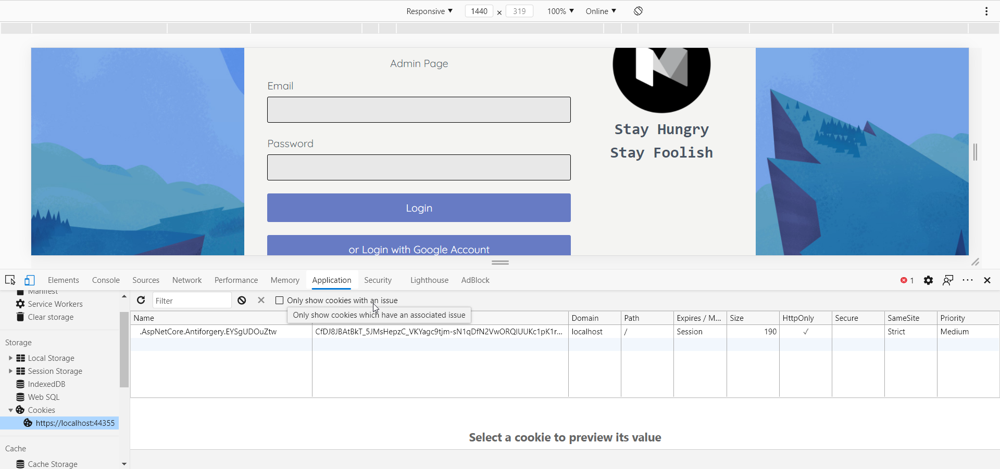 Responsive ▼ 1440 × 319 100% ▼ Online ▼
Admin Page
Email
Password
Login
or Login with Google Account
Stay Hungry
Stay Foolish
Elements Console Sources Network Performance Memory Application Security Lighthouse AdBlock 1
Manifest
Service Workers
Clear storage
Storage
Local Storage
Session Storage
IndexedDB
Web SQL
Cookies
https://localhost:44355
Cache
Cache Storage
Filter Only show cookies with an issue
Only show cookies which have an associated issue
Name Domain Path Expires / M... Size HttpOnly Secure SameSite Priority
.AspNetCore.Antiforgery.EYSgUDOuZtw CfDJ8JBAtBkT_5JMsHepzC_VKYagc9tjm-sN1qDfN2VwORQIUUKc1pK1r... localhost / Session 190 ✓ Strict Medium
Select a cookie to preview its value